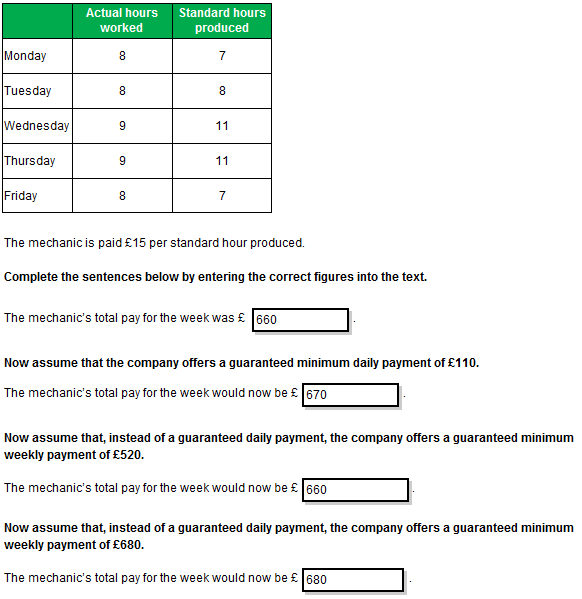 Actual hours worked Standard hours produced
Monday 8 7
Tuesday 8 8
Wednesday 9 11
Thursday 9 11
Friday 8 7
The mechanic is paid £15 per standard hour produced.
Complete the sentences below by entering the correct figures into the text.
The mechanic's total pay for the week was £ 660 .
Now assume that the company offers a guaranteed minimum daily payment of £110.
The mechanic's total pay for the week would now be £ 670 .
Now assume that, instead of a guaranteed daily payment, the company offers a guaranteed minimum
weekly payment of £520.
The mechanic's total pay for the week would now be £ 660 .
Now assume that, instead of a guaranteed daily payment, the company offers a guaranteed minimum
weekly payment of £680.
The mechanic's total pay for the week would now be £ 680 .